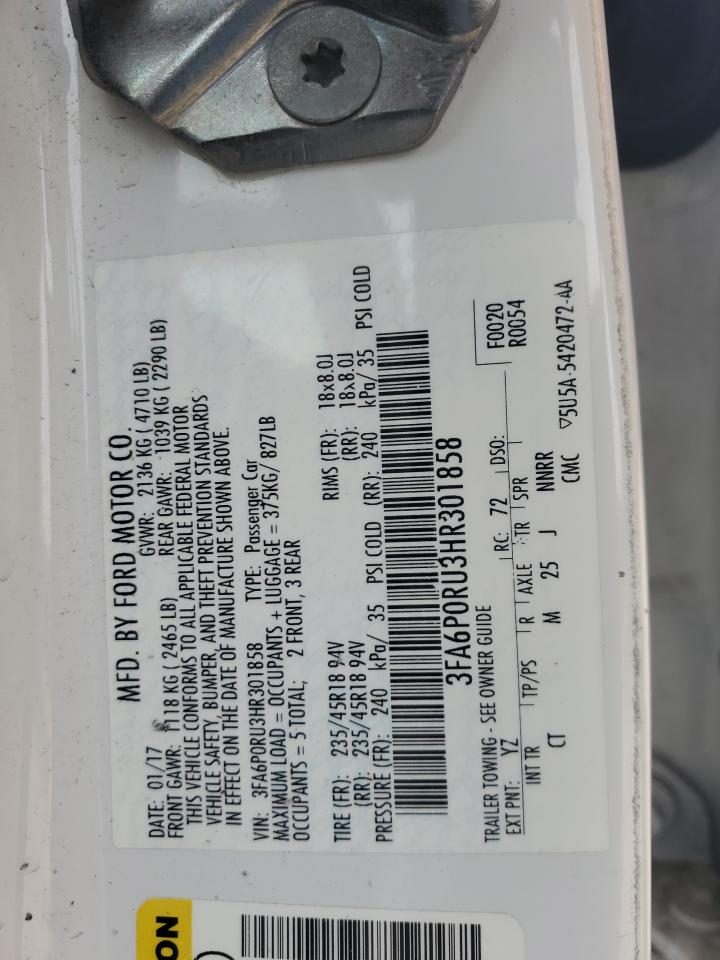 MFD. BY FORD MOTOR CO.
DATE: 01/17 GVWR: 2136 KG ( 4710 LB)
FRONT GAWR: 1118 KG ( 2465 LB) REAR GAWR: 1039 KG ( 2290 LB)
THIS VEHICLE CONFORMS TO ALL APPLICABLE FEDERAL MOTOR
VEHICLE SAFETY, BUMPER, AND THEFT PREVENTION STANDARDS
IN EFFECT ON THE DATE OF MANUFACTURE SHOWN ABOVE.
VIN: 3FA6P0RU3HR301858 TYPE: Passenger Car
MAXIMUM LOAD = OCCUPANTS + LUGGAGE = 375KG/ 827LB
OCCUPANTS = 5 TOTAL; 2 FRONT, 3 REAR
TIRE (FR): 235/45R18 94V RIMS (FR): 18x8.0J
(RR): 235/45R18 94V (RR): 18x8.0J
PRESSURE (FR): 240 kPa/ 35 PSI COLD (RR): 240 kPa/ 35 PSI COLD
3FA6P0RU3HR301858
TRAILER TOWING - SEE OWNER GUIDE F0020
EXT PNT: YZ RC: 72 DSO: R0054
INT TR TP/PS R AXLE TR SPR
CT M 25 J NNRR
CMC ▽5U5A-5420472-AA
ON